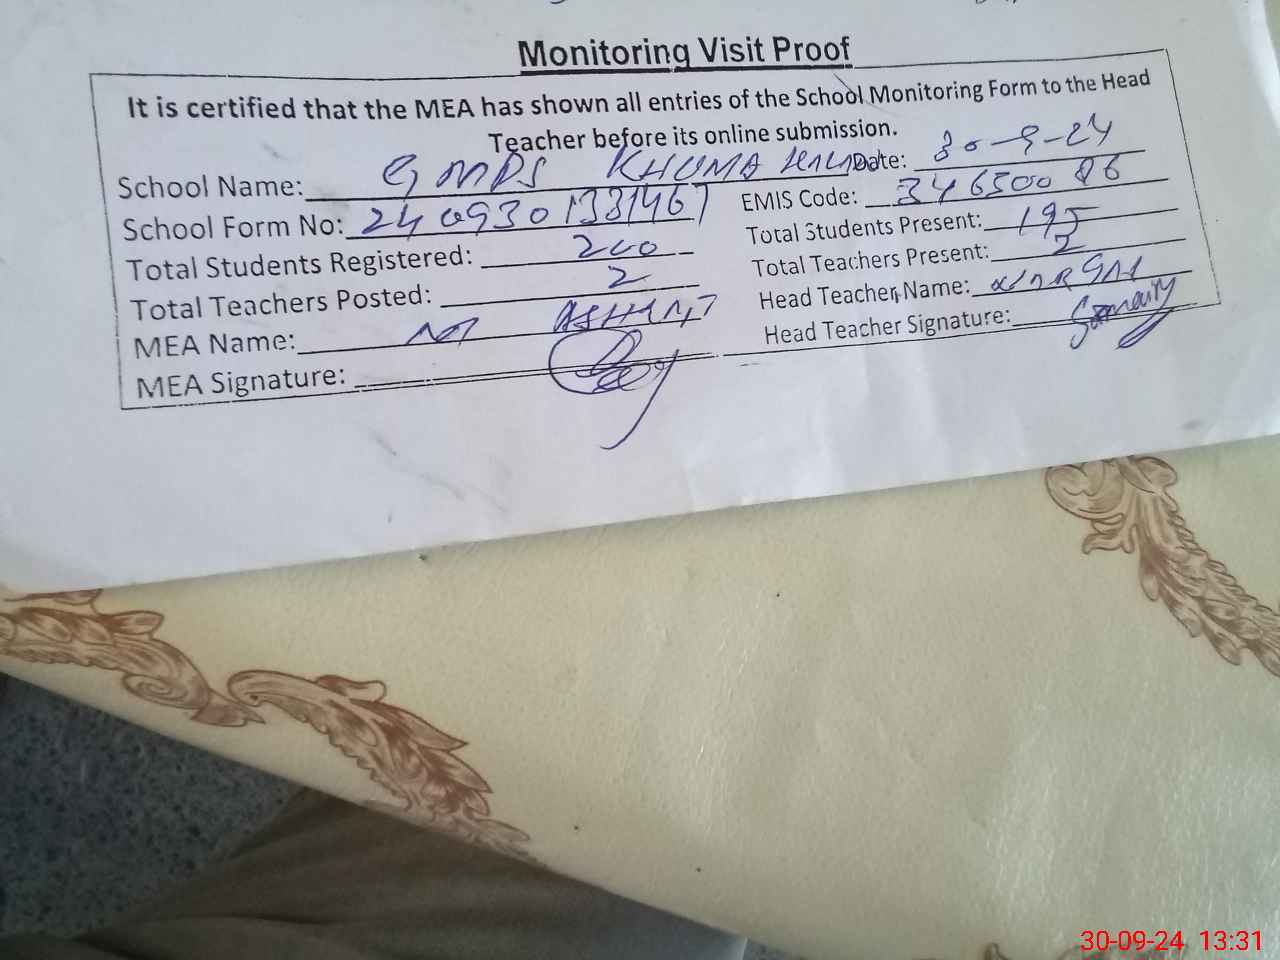 Monitoring Visit Proof
It is certified that the MEA has shown all entries of the School Monitoring Form to the Head
Teacher before its online submission.
School Name: GMPS KHUMA Date: 30-9-24
School Form No: 2409301331467 EMIS Code: 34650086
Total Students Registered: 200 Total Students Present: 195
Total Teachers Posted: 2 Total Teachers Present: 2
MEA Name: Head Teacher Name:
MEA Signature: Head Teacher Signature:
30-09-24 13:31